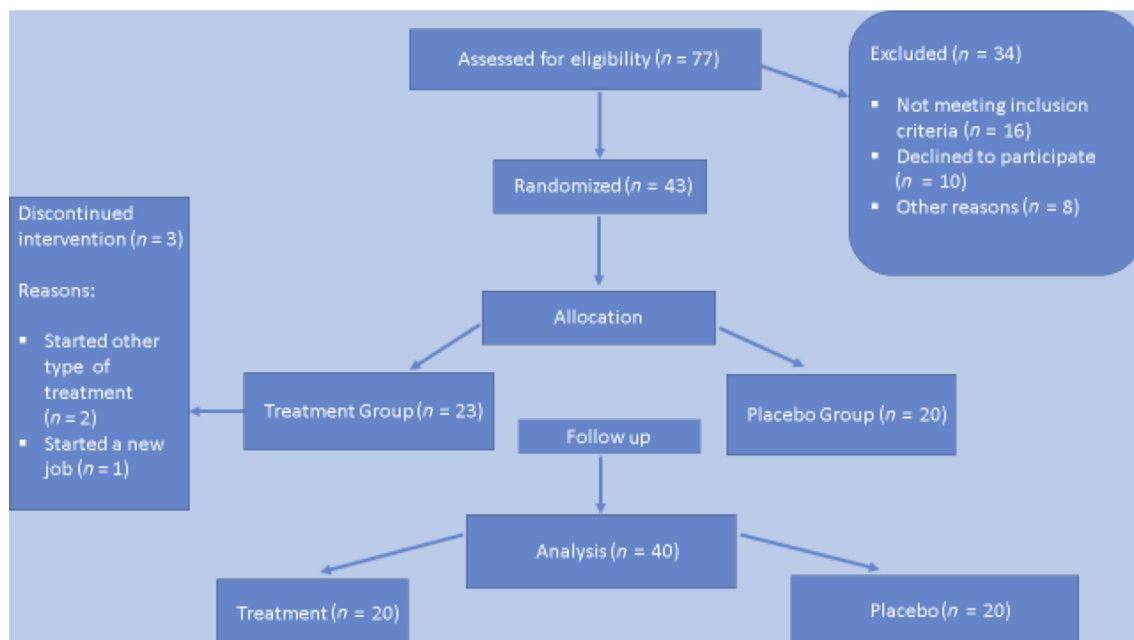 Assessed for eligibility (n = 77)
Excluded (n = 34)
▪ Not meeting inclusion
criteria (n = 16)
▪ Declined to participate
(n = 10)
▪ Other reasons (n = 8)
Randomized (n = 43)
Discontinued
intervention (n = 3)
Reasons:
▪ Started other
type of
treatment
(n = 2)
▪ Started a new
job (n = 1)
Allocation
Treatment Group (n = 23)
Placebo Group (n = 20)
Follow up
Analysis (n = 40)
Treatment (n = 20)
Placebo (n = 20)